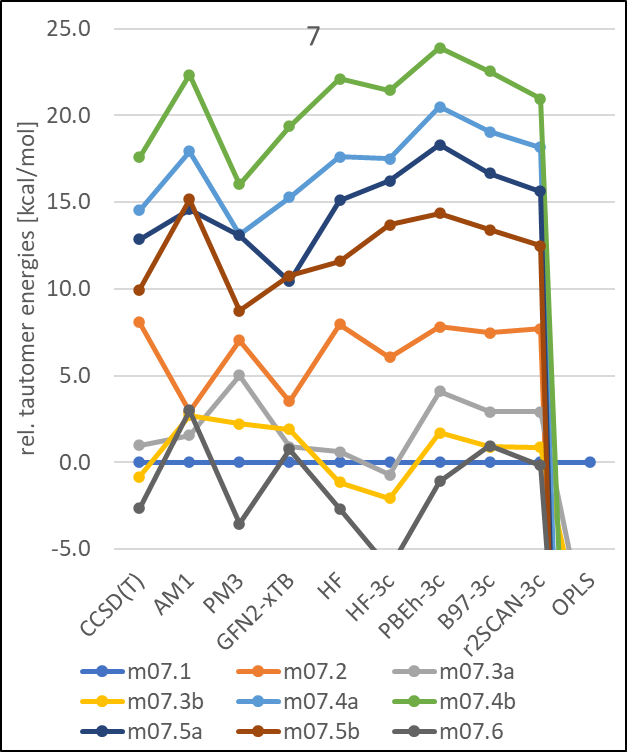 7
rel. tautomer energies [kcal/mol]
25.0
20.0
15.0
10.0
5.0
0.0
-5.0
CCSD(T)
AM1
PM3
GFN2-xTB
HF
HF-3c
PBEh-3c
B97-3c
r2SCAN-3c
OPLS
m07.1 m07.2 m07.3a
m07.3b m07.4a m07.4b
m07.5a m07.5b m07.6